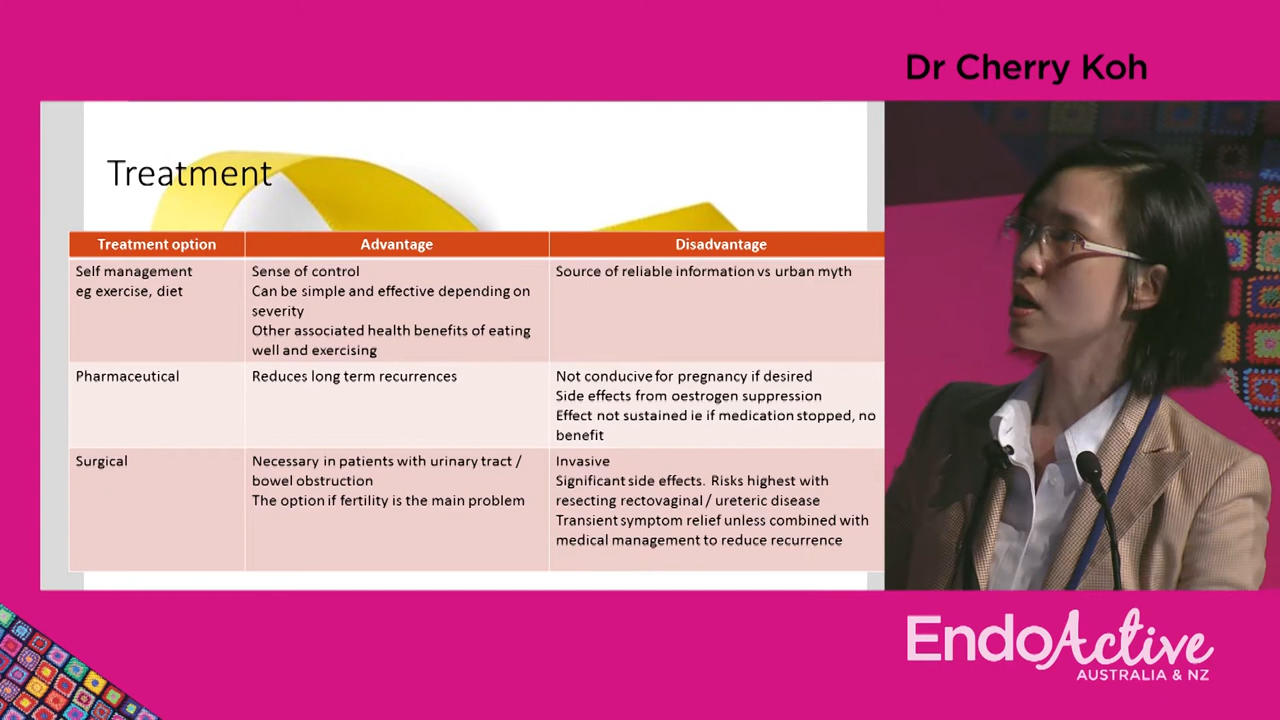 Dr Cherry Koh
Treatment
Treatment option
Advantage
Disadvantage
Self management
eg exercise, diet
Sense of control
Can be simple and effective depending on
severity
Other associated health benefits of eating
well and exercising
Source of reliable information vs urban myth
Pharmaceutical
Reduces long term recurrences
Not conducive for pregnancy if desired
Side effects from oestrogen suppression
Effect not sustained ie if medication stopped, no
benefit
Surgical
Necessary in patients with urinary tract /
bowel obstruction
The option if fertility is the main problem
Invasive
Significant side effects. Risks highest with
resecting rectovaginal / ureteric disease
Transient symptom relief unless combined with
medical management to reduce recurrence
EndoActive
AUSTRALIA & NZ